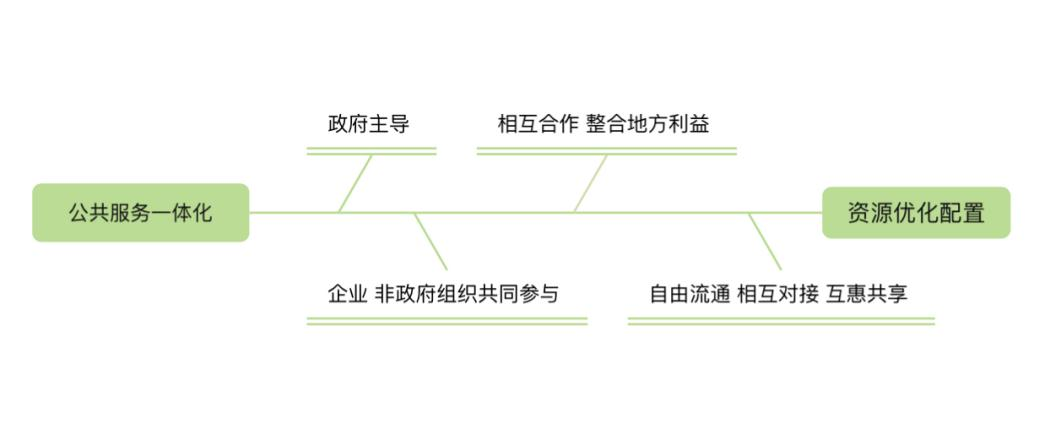 政府主导
相互合作 整合地方利益
公共服务一体化
资源优化配置
企业 非政府组织共同参与
自由流通 相互对接 互惠共享